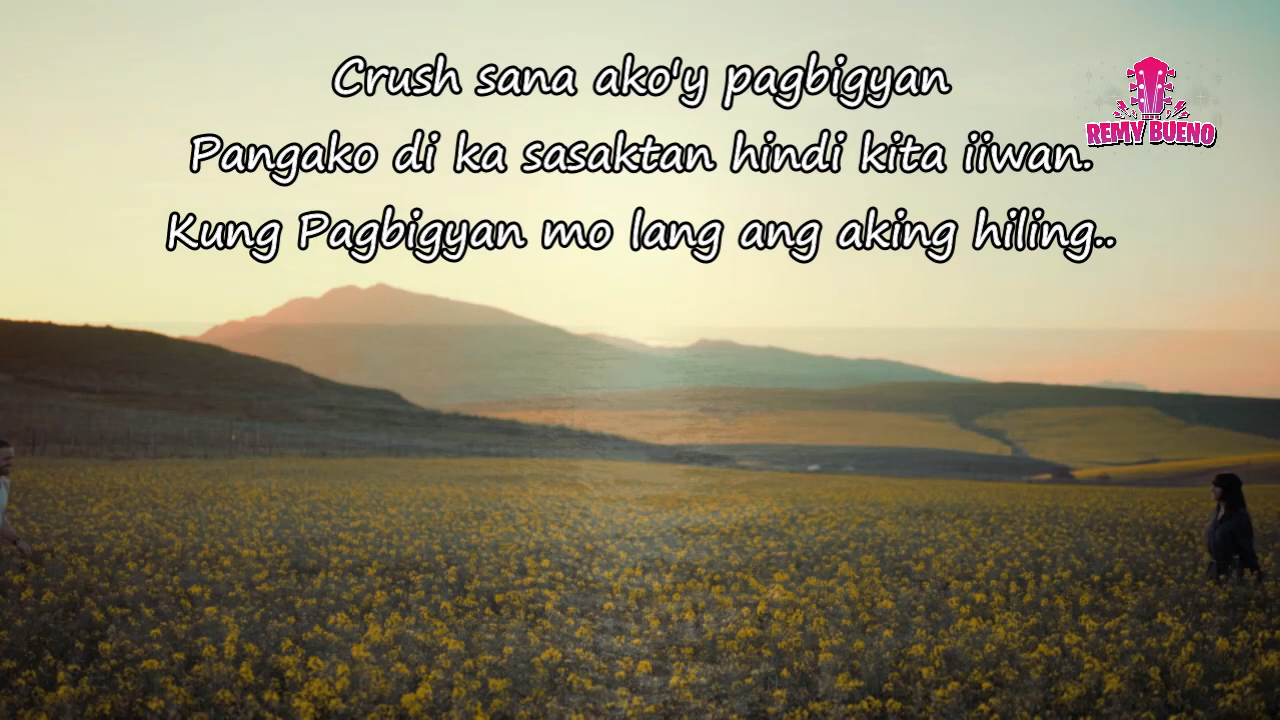 Crush sana ako'y pagbigyan
Pangako di ka sasaktan hindi kita iiwan.
Kung Pagbigyan mo lang ang aking hiling..
REMY BUENO